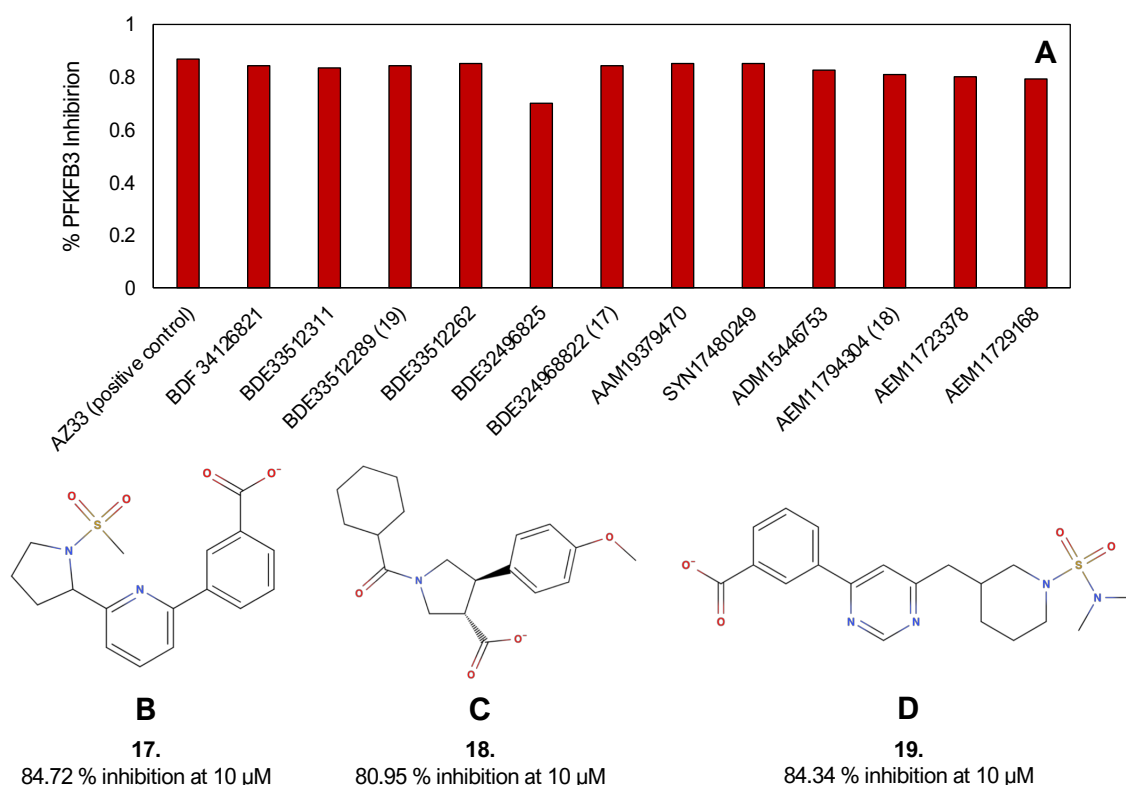 A
% PFKFB3 Inhibirion
1
0.8
0.6
0.4
0.2
0
AZ33 (positive control)
BDF 34126821
BDE33512311
BDE33512289 (19)
BDE33512262
BDE32496825
BDE324968822 (17)
AAM19379470
SYN17480249
ADM15446753
AEM11794304 (18)
AEM11723378
AEM11729168
O
O
S
N
N
O
O-
O
N
O
O
O-
O
O-
N
N
N
S
O
O
N
B
C
D
17.
18.
19.
84.72 % inhibition at 10 µM
80.95 % inhibition at 10 µM
84.34 % inhibition at 10 µM